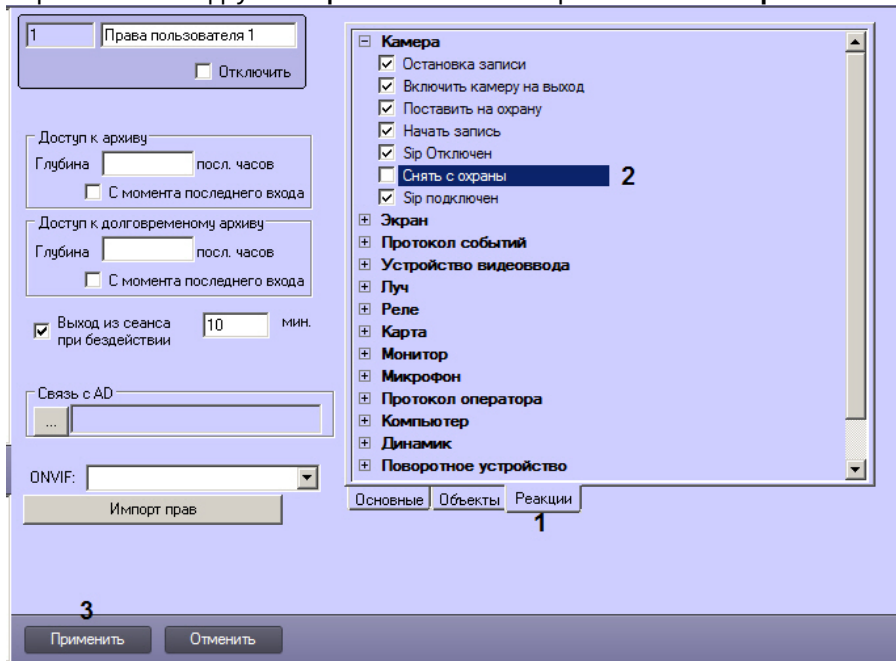 1
Права пользователя 1
Отключить
Доступ к архиву
Глубина посл. часов
С момента последнего входа
Доступ к долговременому архиву
Глубина посл. часов
С момента последнего входа
Выход из сеанса 10 мин.
при бездействии
Связь с AD
...
ONVIF:
Импорт прав
Камера
Остановка записи
Включить камеру на выход
Поставить на охрану
Начать запись
Sip Отключен
Снять с охраны 2
Sip подключен
Экран
Протокол событий
Устройство видеоввода
Луч
Реле
Карта
Монитор
Микрофон
Протокол оператора
Компьютер
Динамик
Поворотное устройство
Основные Объекты Реакции
1
3
Применить Отменить